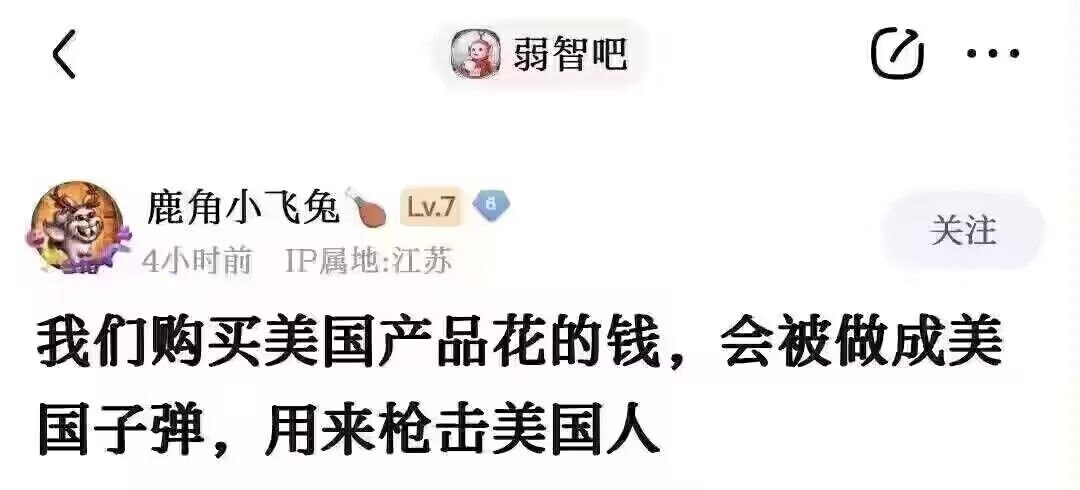 弱智吧
鹿角小飞兔 Lv.7 6
4小时前 IP属地:江苏
关注
我们购买美国产品花的钱，会被做成美
国子弹，用来枪击美国人